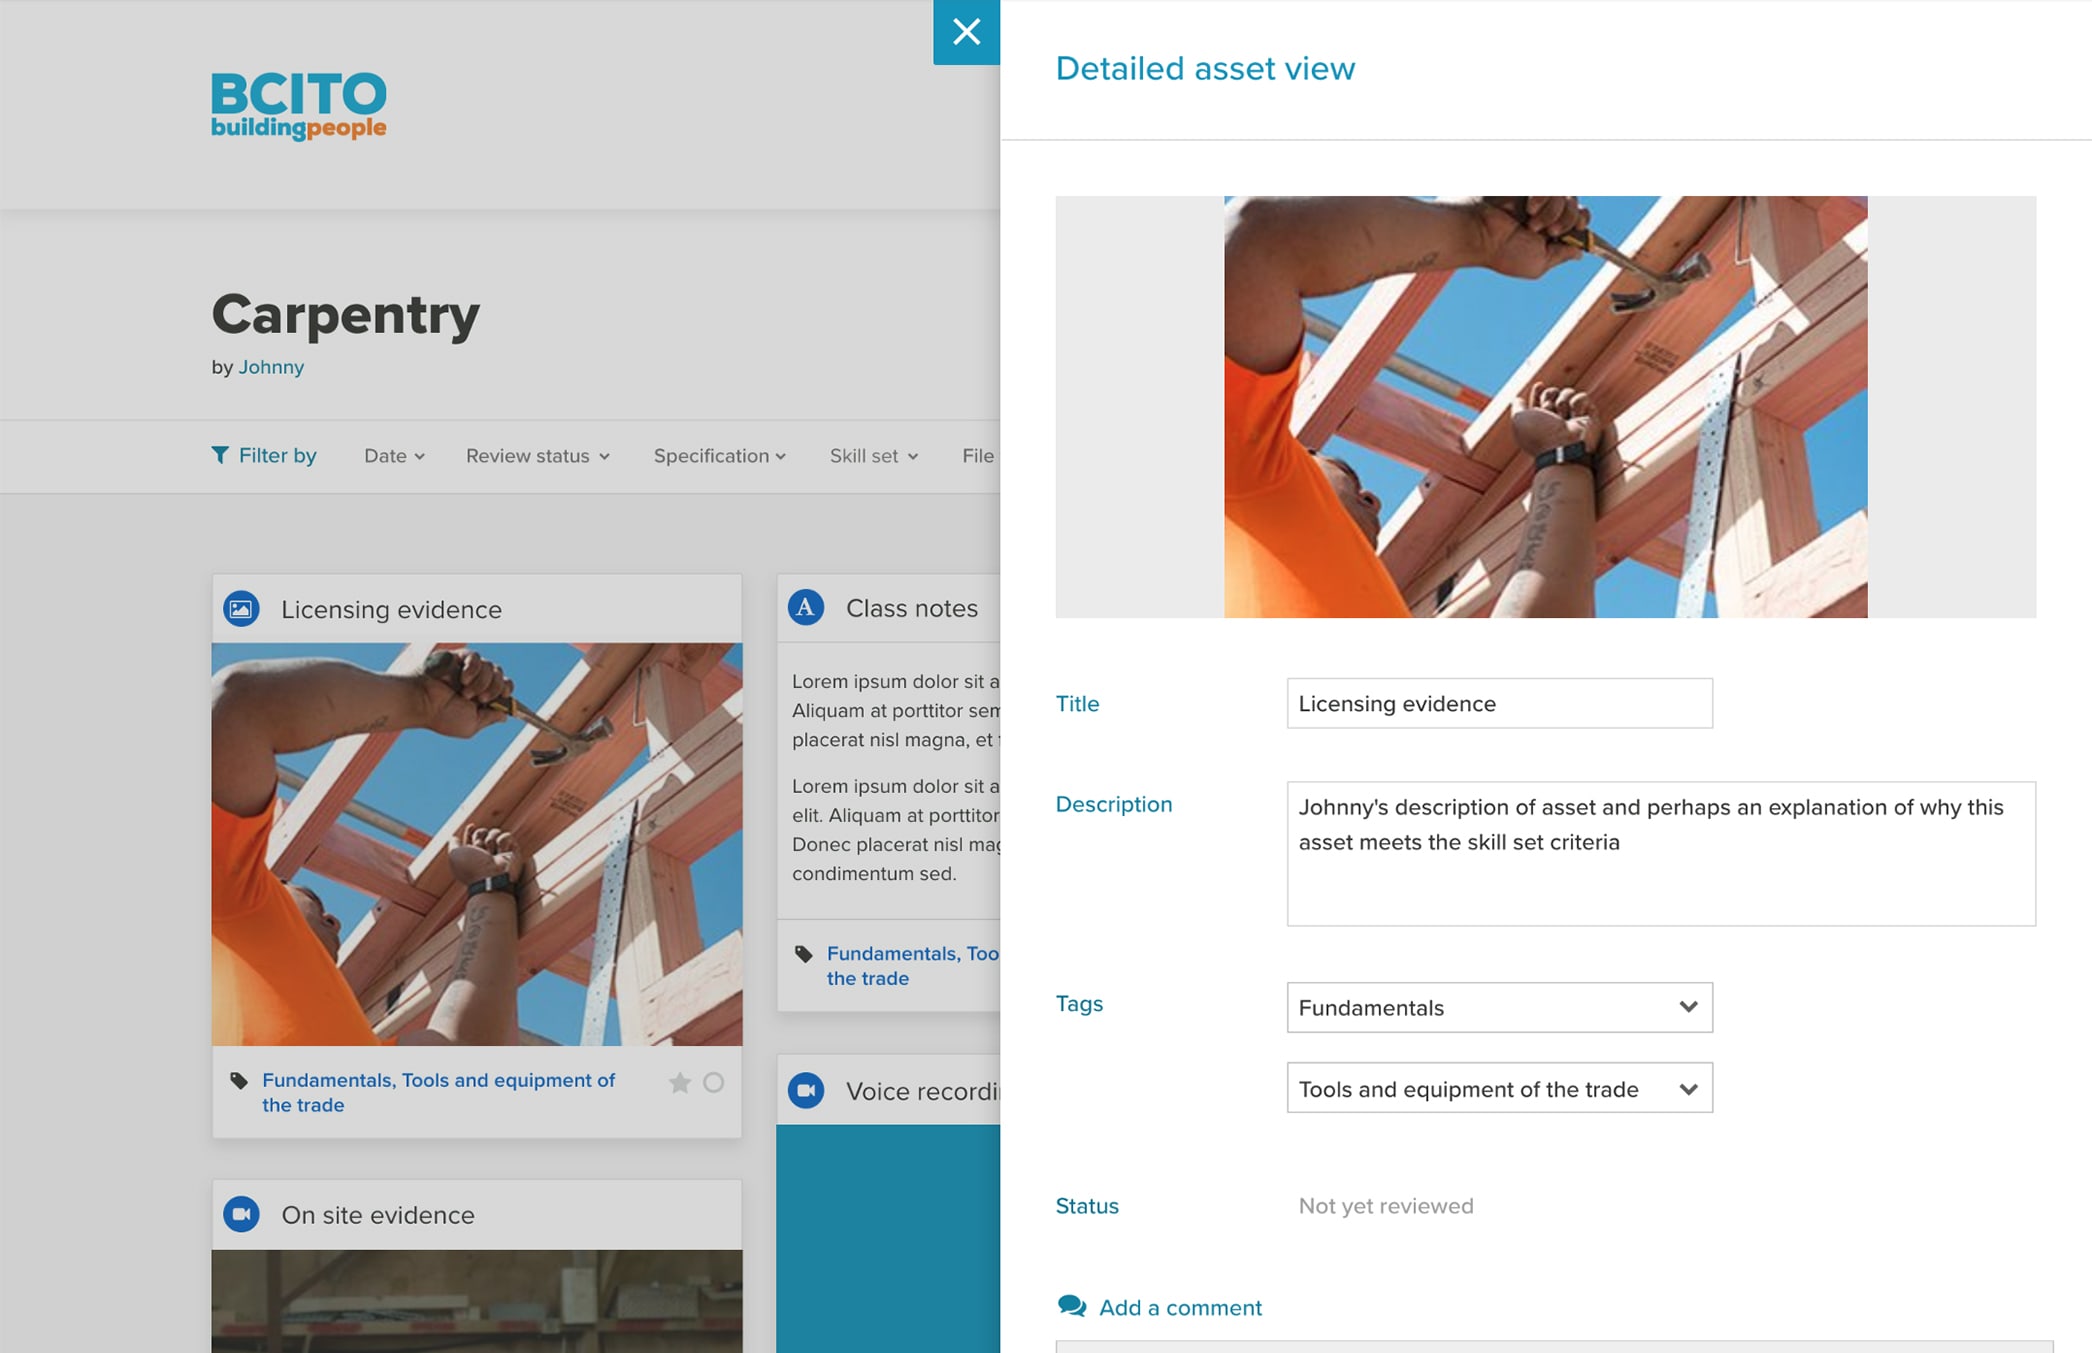 BCITO
buildingpeople
Carpentry
by Johnny
Filter by
Date
Review status
Specification
Skill set
File
Licensing evidence
Fundamentals, Tools and equipment of
the trade
On site evidence
Class notes
Lorem ipsum dolor sit a
Aliquam at porttitor sem
placerat nisl magna, et
Lorem ipsum dolor sit a
elit. Aliquam at porttitor
Donec placerat nisl mag
condimentum sed.
Fundamentals, Too
the trade
Voice recordi
Detailed asset view
Title
Licensing evidence
Description
Johnny's description of asset and perhaps an explanation of why this
asset meets the skill set criteria
Tags
Fundamentals
Tools and equipment of the trade
Status
Not yet reviewed
Add a comment